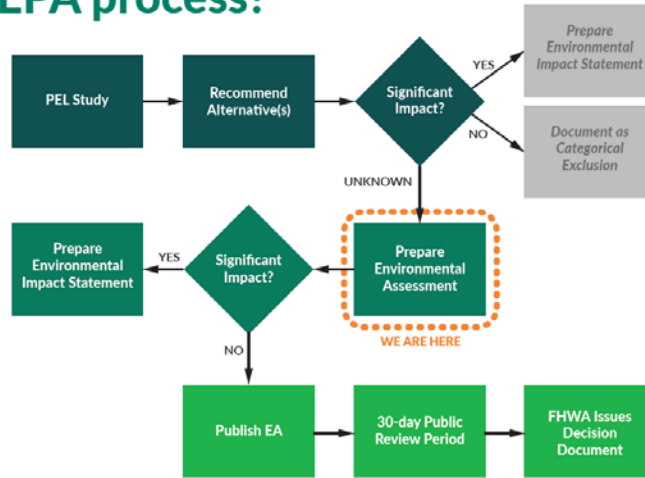 EPA process?
PEL Study
Recommend
Alternative(s)
Significant
Impact?
YES
Prepare
Environmental
Impact Statement
NO
Document as
Categorical
Exclusion
UNKNOWN
Prepare
Environmental
Impact Statement
YES
Significant
Impact?
Prepare
Environmental
Assessment
WE ARE HERE
NO
Publish EA
30-day Public
Review Period
FHWA Issues
Decision
Document